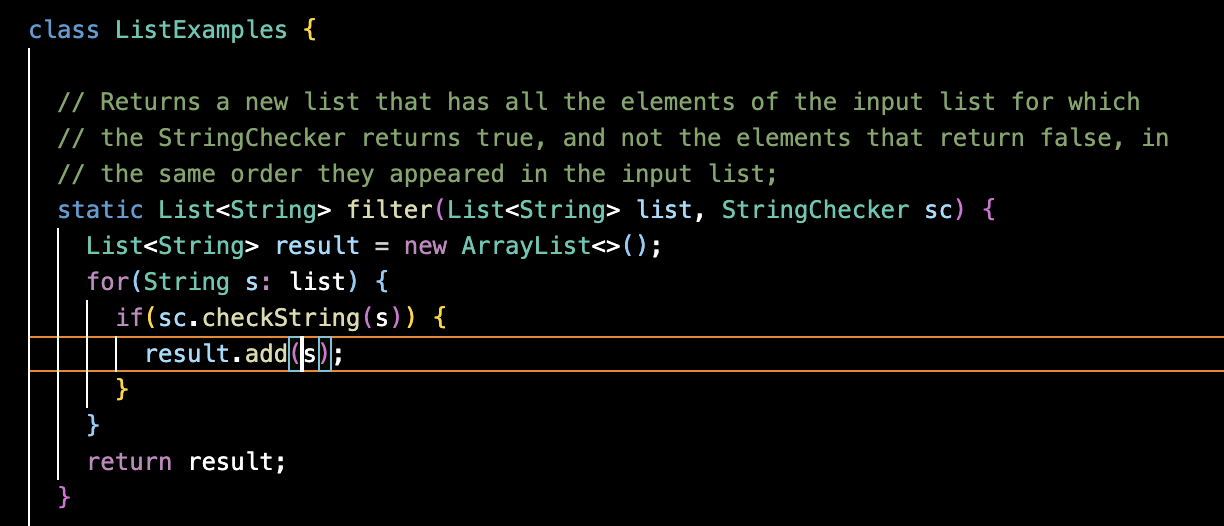 class ListExamples {
// Returns a new list that has all the elements of the input list for which
// the StringChecker returns true, and not the elements that return false, in
// the same order they appeared in the input list;
static List<String> filter(List<String> list, StringChecker sc) {
List<String> result = new ArrayList<>();
for(String s: list) {
if(sc.checkString(s)) {
result.add(s);
}
}
return result;
}